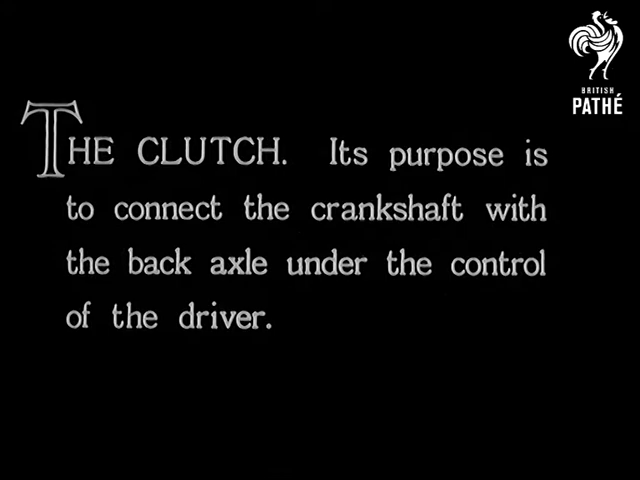 BRITISH
PATHÉ
THE CLUTCH. Its purpose is
to connect the crankshaft with
the back axle under the control
of the driver.